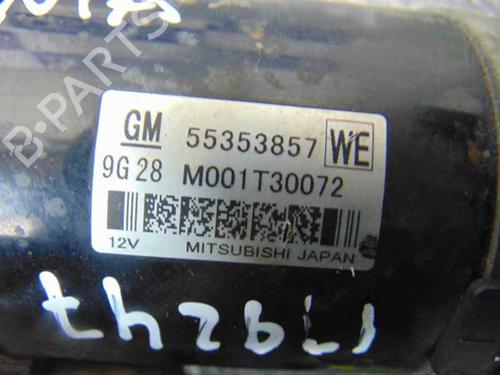 GM 55353857 WE
9G28 M001T30072
12V MITSUBISHI JAPAN
B-PARTS